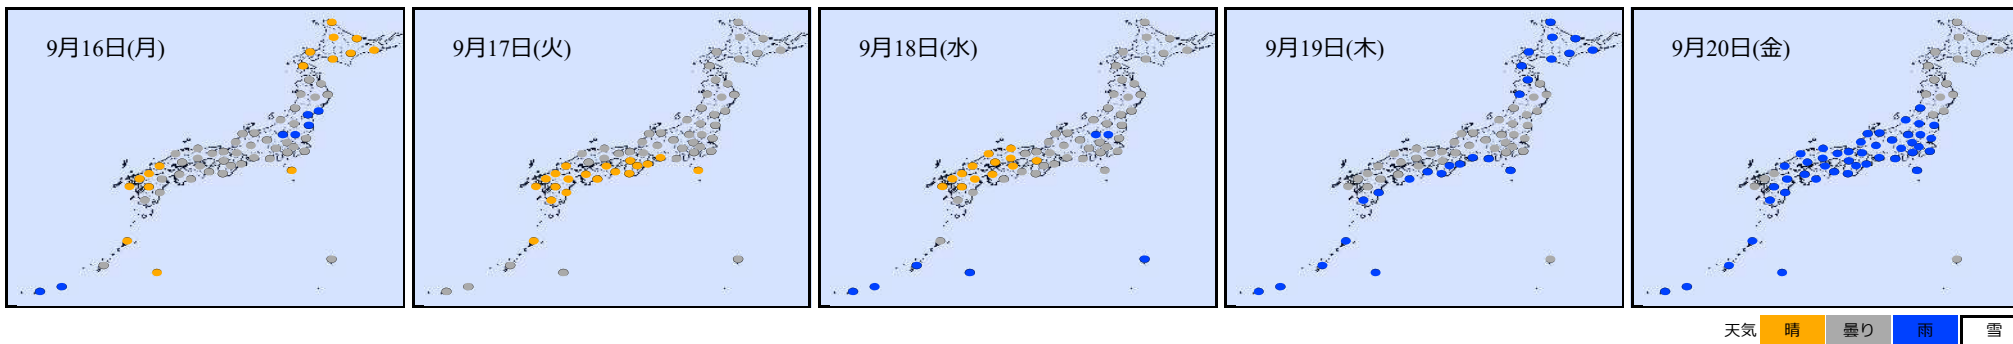 9月16日(月)
9月17日(火)
9月18日(水)
9月19日(木)
9月20日(金)
天気 晴 曇り 雨 雪